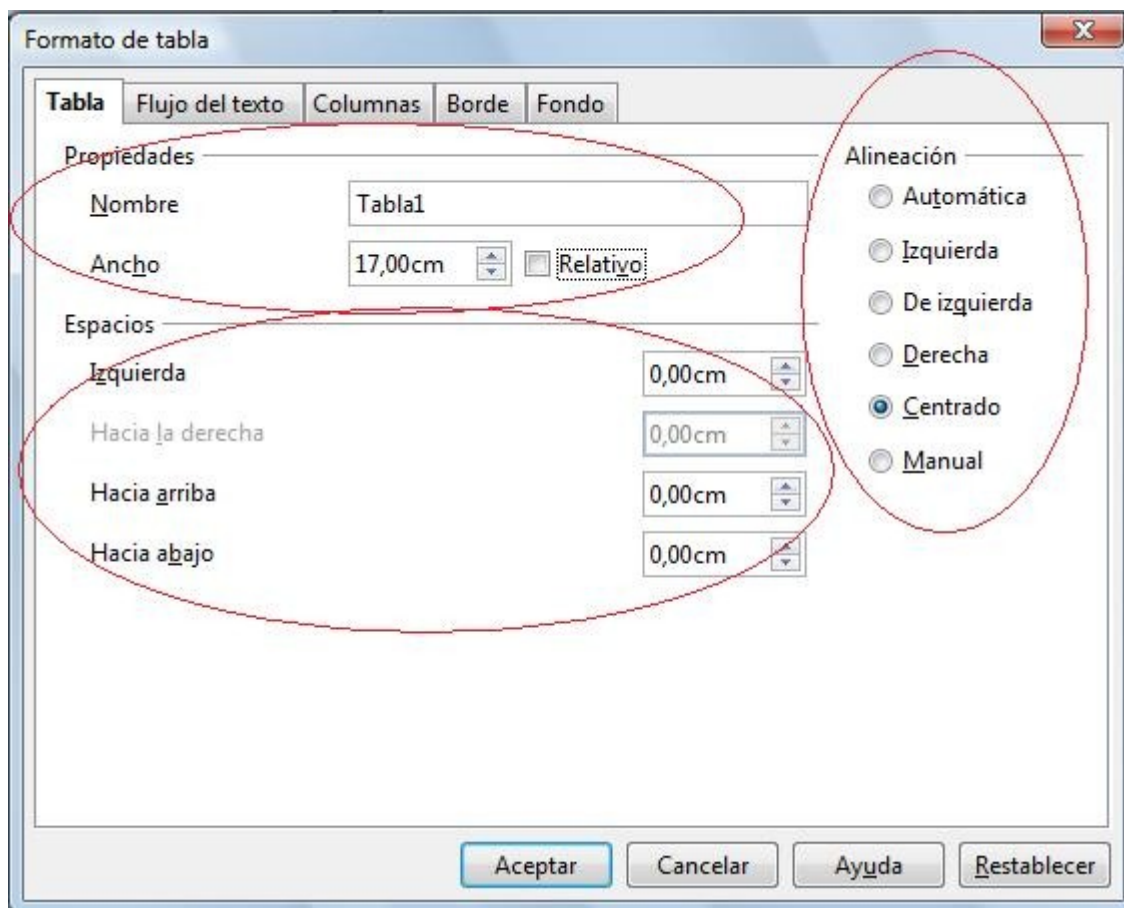 Formato de tabla
Tabla Flujo del texto Columnas Borde Fondo
Propiedades
Nombre Tabla1
Ancho 17,00cm Relativo
Espacios
Izquierda 0,00cm
Hacia la derecha 0,00cm
Hacia arriba 0,00cm
Hacia abajo 0,00cm
Alineación
Automática
Izquierda
De izquierda
Derecha
Centrado
Manual
Aceptar Cancelar Ayuda Restablecer